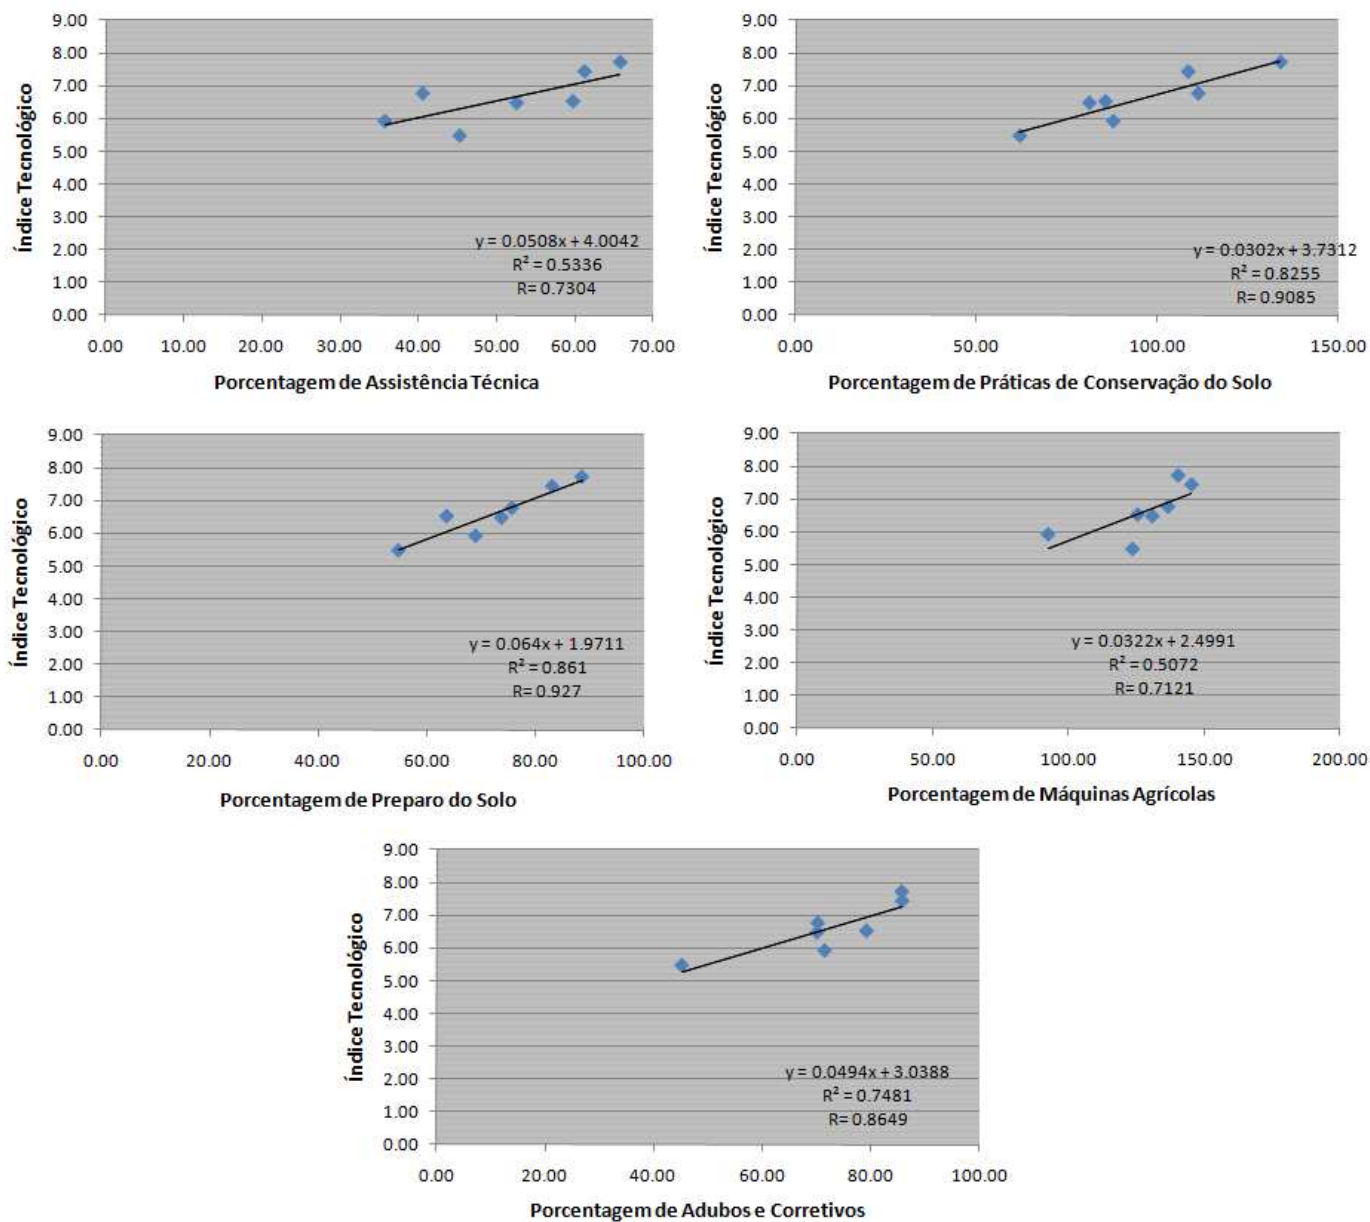 9.00
8.00
7.00
6.00
5.00
4.00
3.00
2.00
1.00
0.00
Índice Tecnológico
y = 0.0508x + 4.0042
R² = 0.5336
R= 0.7304
0.00 10.00 20.00 30.00 40.00 50.00 60.00 70.00
Porcentagem de Assistência Técnica
9.00
8.00
7.00
6.00
5.00
4.00
3.00
2.00
1.00
0.00
Índice Tecnológico
y = 0.0302x + 3.7312
R² = 0.8255
R= 0.9085
0.00 50.00 100.00 150.00
Porcentagem de Práticas de Conservação do Solo
9.00
8.00
7.00
6.00
5.00
4.00
3.00
2.00
1.00
0.00
Índice Tecnológico
y = 0.064x + 1.9711
R² = 0.861
R= 0.927
0.00 20.00 40.00 60.00 80.00 100.00
Porcentagem de Preparo do Solo
9.00
8.00
7.00
6.00
5.00
4.00
3.00
2.00
1.00
0.00
Índice Tecnológico
y = 0.0322x + 2.4991
R² = 0.5072
R= 0.7121
0.00 50.00 100.00 150.00 200.00
Porcentagem de Máquinas Agrícolas
9.00
8.00
7.00
6.00
5.00
4.00
3.00
2.00
1.00
0.00
Índice Tecnológico
y = 0.0494x + 3.0388
R² = 0.7481
R= 0.8649
0.00 20.00 40.00 60.00 80.00 100.00
Porcentagem de Adubos e Corretivos